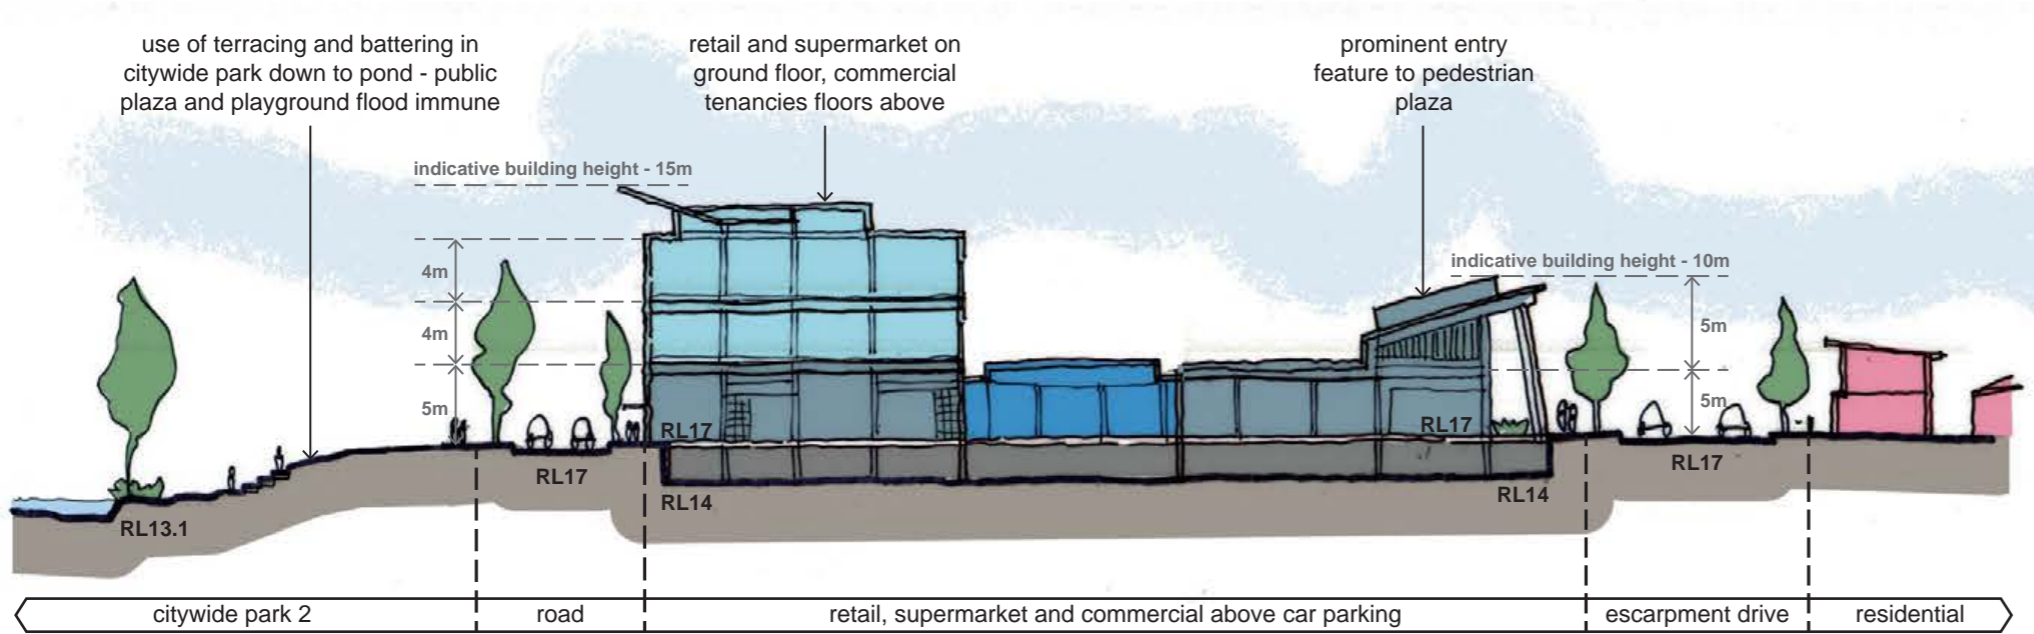 use of terracing and battering in
citywide park down to pond - public
plaza and playground flood immune
retail and supermarket on
ground floor, commercial
tenancies floors above
prominent entry
feature to pedestrian
plaza
indicative building height - 15m
indicative building height - 10m
4m
4m
5m
5m
5m
RL17
RL17
RL17
RL17
RL14
RL14
RL13.1
citywide park 2
road
retail, supermarket and commercial above car parking
escarpment drive
residential